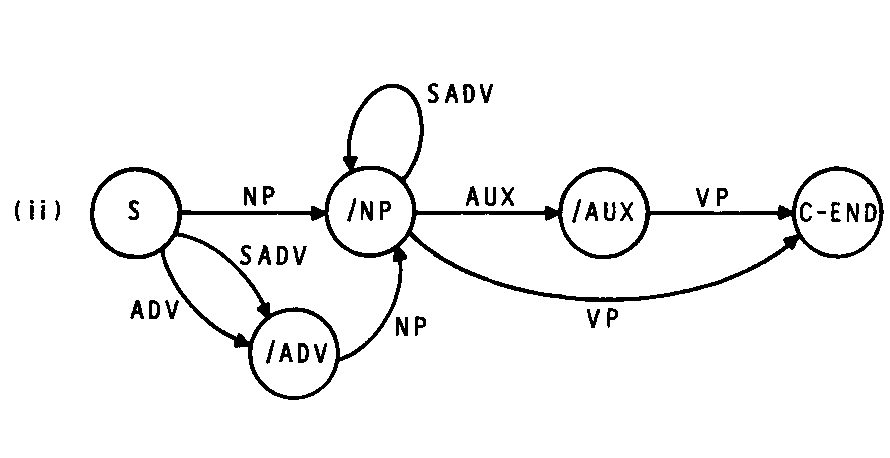 SADV
(ii)
S
NP
/NP
AUX
/AUX
VP
C-END
SADV
ADV
/ADV
NP
VP